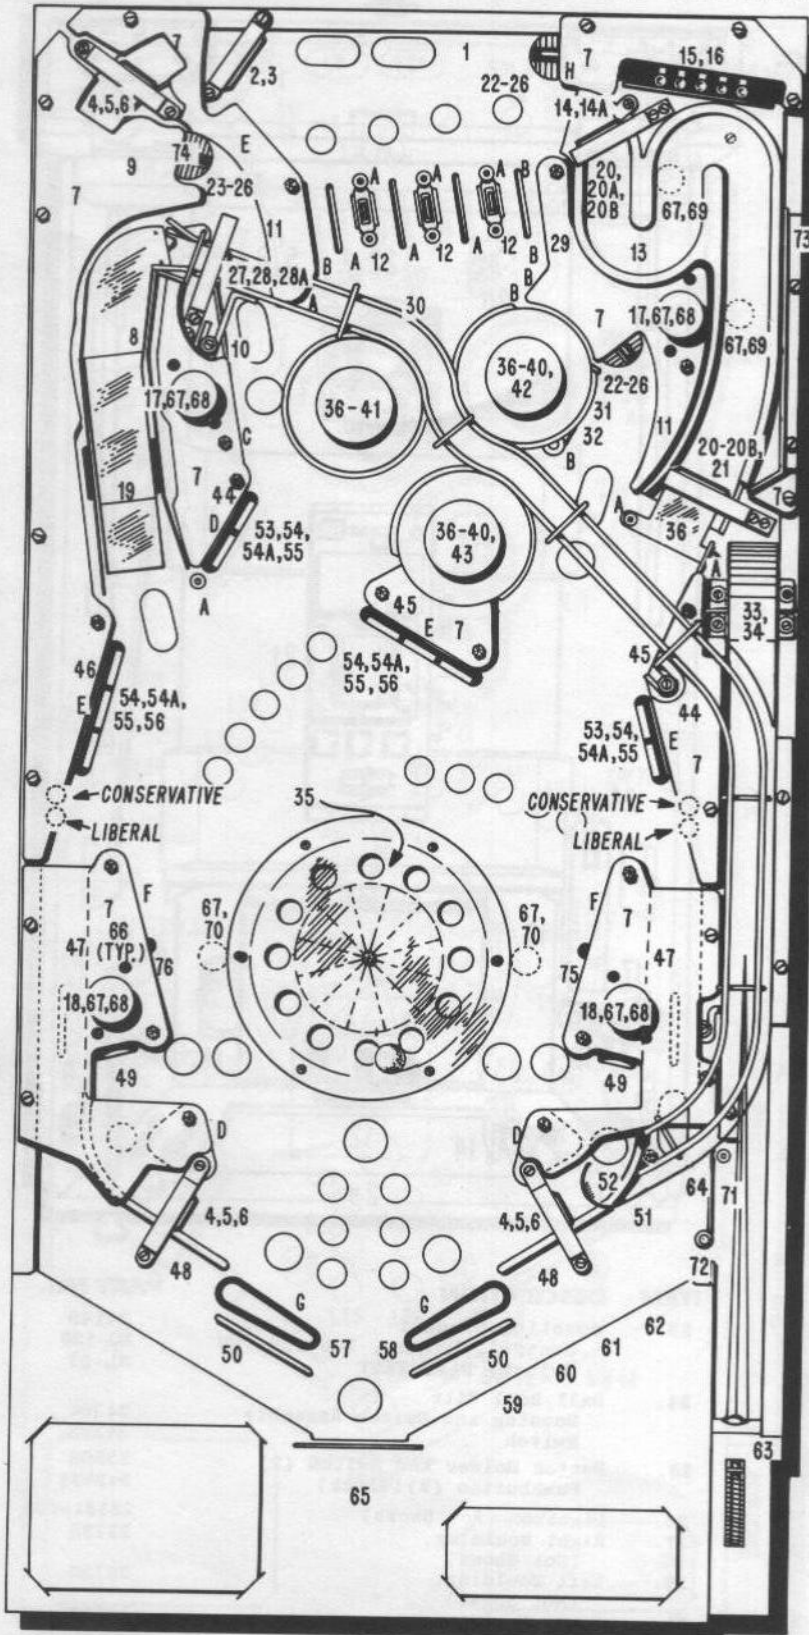 7
2,3
1
7
15,16
H
22-26
14,14A
4,5,6
E
74
9
23-26
7
A
A
A
B
20,
20A,
20B
67,69
13
29
73
11
B
A
12
A
12
A
12
B
B
27,28,28A
A
30
B
7
17,67,68
67,69
8
10
36-40,
42
22-26
17,67,68
36-41
31
11
32
C
7
B
20-20B,
21
19
44
7
D
53,54,
54A,55
36-40,
43
A
36
A
A
45
33,
34
E
7
46
54,54A,
55,56
45
44
E
54,54A,
55,56
53,54,
54A,55
E
7
CONSERVATIVE
35
CONSERVATIVE
LIBERAL
LIBERAL
F
F
7
7
66
(TYP.)
47
76
67,
70
67,
70
75
47
18,67,68
18,67,68
49
49
D
D
52
4,5,6
4,5,6
51
64
71
48
48
72
G
G
62
50
57
58
50
61
60
59
63
65